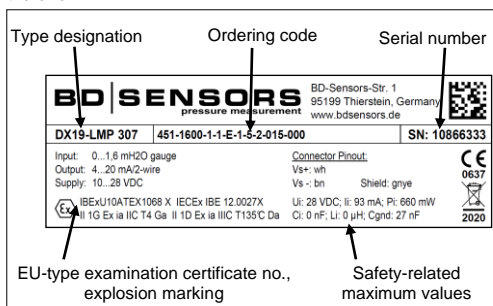 Type designation
Ordering code
Serial number
BD|SENSORS
pressure measurement
BD-Sensors-Str. 1
95199 Thierstein, Germany
www.bdsensors.de
DX19-LMP 307
451-1600-1-1-E-1-5-2-015-000
SN: 10866333
Input: 0...1,6 mH2O gauge
Output: 4...20 mA/2-wire
Supply: 10...28 VDC
Connector Pinout:
Vs+: wh
Vs -: bn Shield: gnye
CE
0637
IBExU10ATEX1068 X IECEx IBE 12.0027X
II 1G Ex ia IIC T4 Ga II 1D Ex ia IIIC T135°C Da
Ui: 28 VDC; Ii: 93 mA; Pi: 660 mW
Ci: 0 nF; Li: 0 µH; Cgnd: 27 nF
Ex
2020
EU-type examination certificate no.,
explosion marking
Safety-related
maximum values